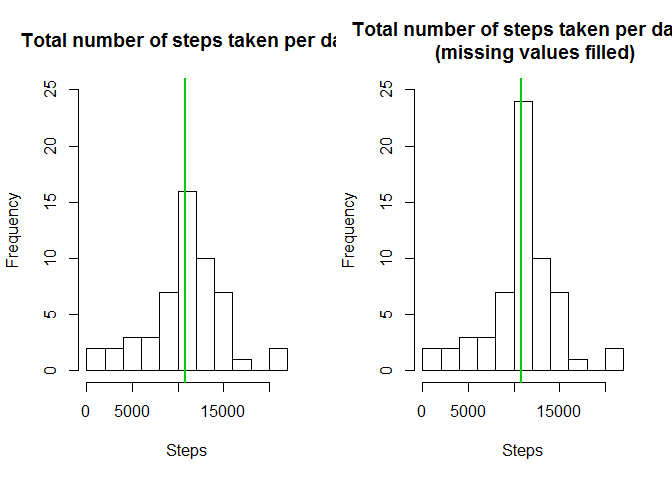 Total number of steps taken per da
25
20
15
10
5
0
Frequency
0 5000 15000
Steps
Total number of steps taken per da
(missing values filled)
25
20
15
10
5
0
Frequency
0 5000 15000
Steps